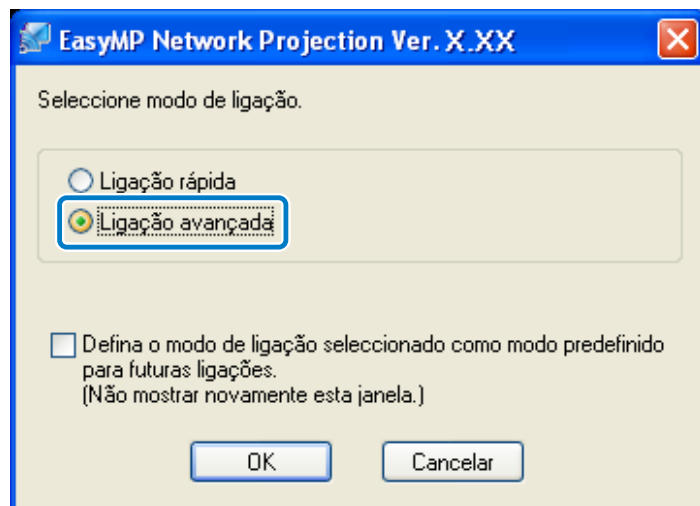 EasyMP Network Projection Ver. X.XX
Seleccione modo de ligação.
Ligação rápida
Ligação avançada
Defina o modo de ligação seleccionado como modo predefinido
para futuras ligações.
(Não mostrar novamente esta janela.)
OK
Cancelar